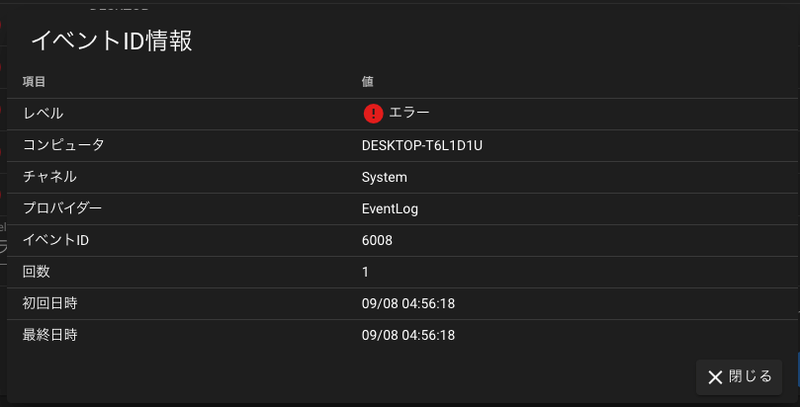 イベントID情報
項目 値
レベル エラー
コンピュータ DESKTOP-T6L1D1U
チャネル System
プロバイダー EventLog
イベントID 6008
回数 1
初回日時 09/08 04:56:18
最終日時 09/08 04:56:18
閉じる